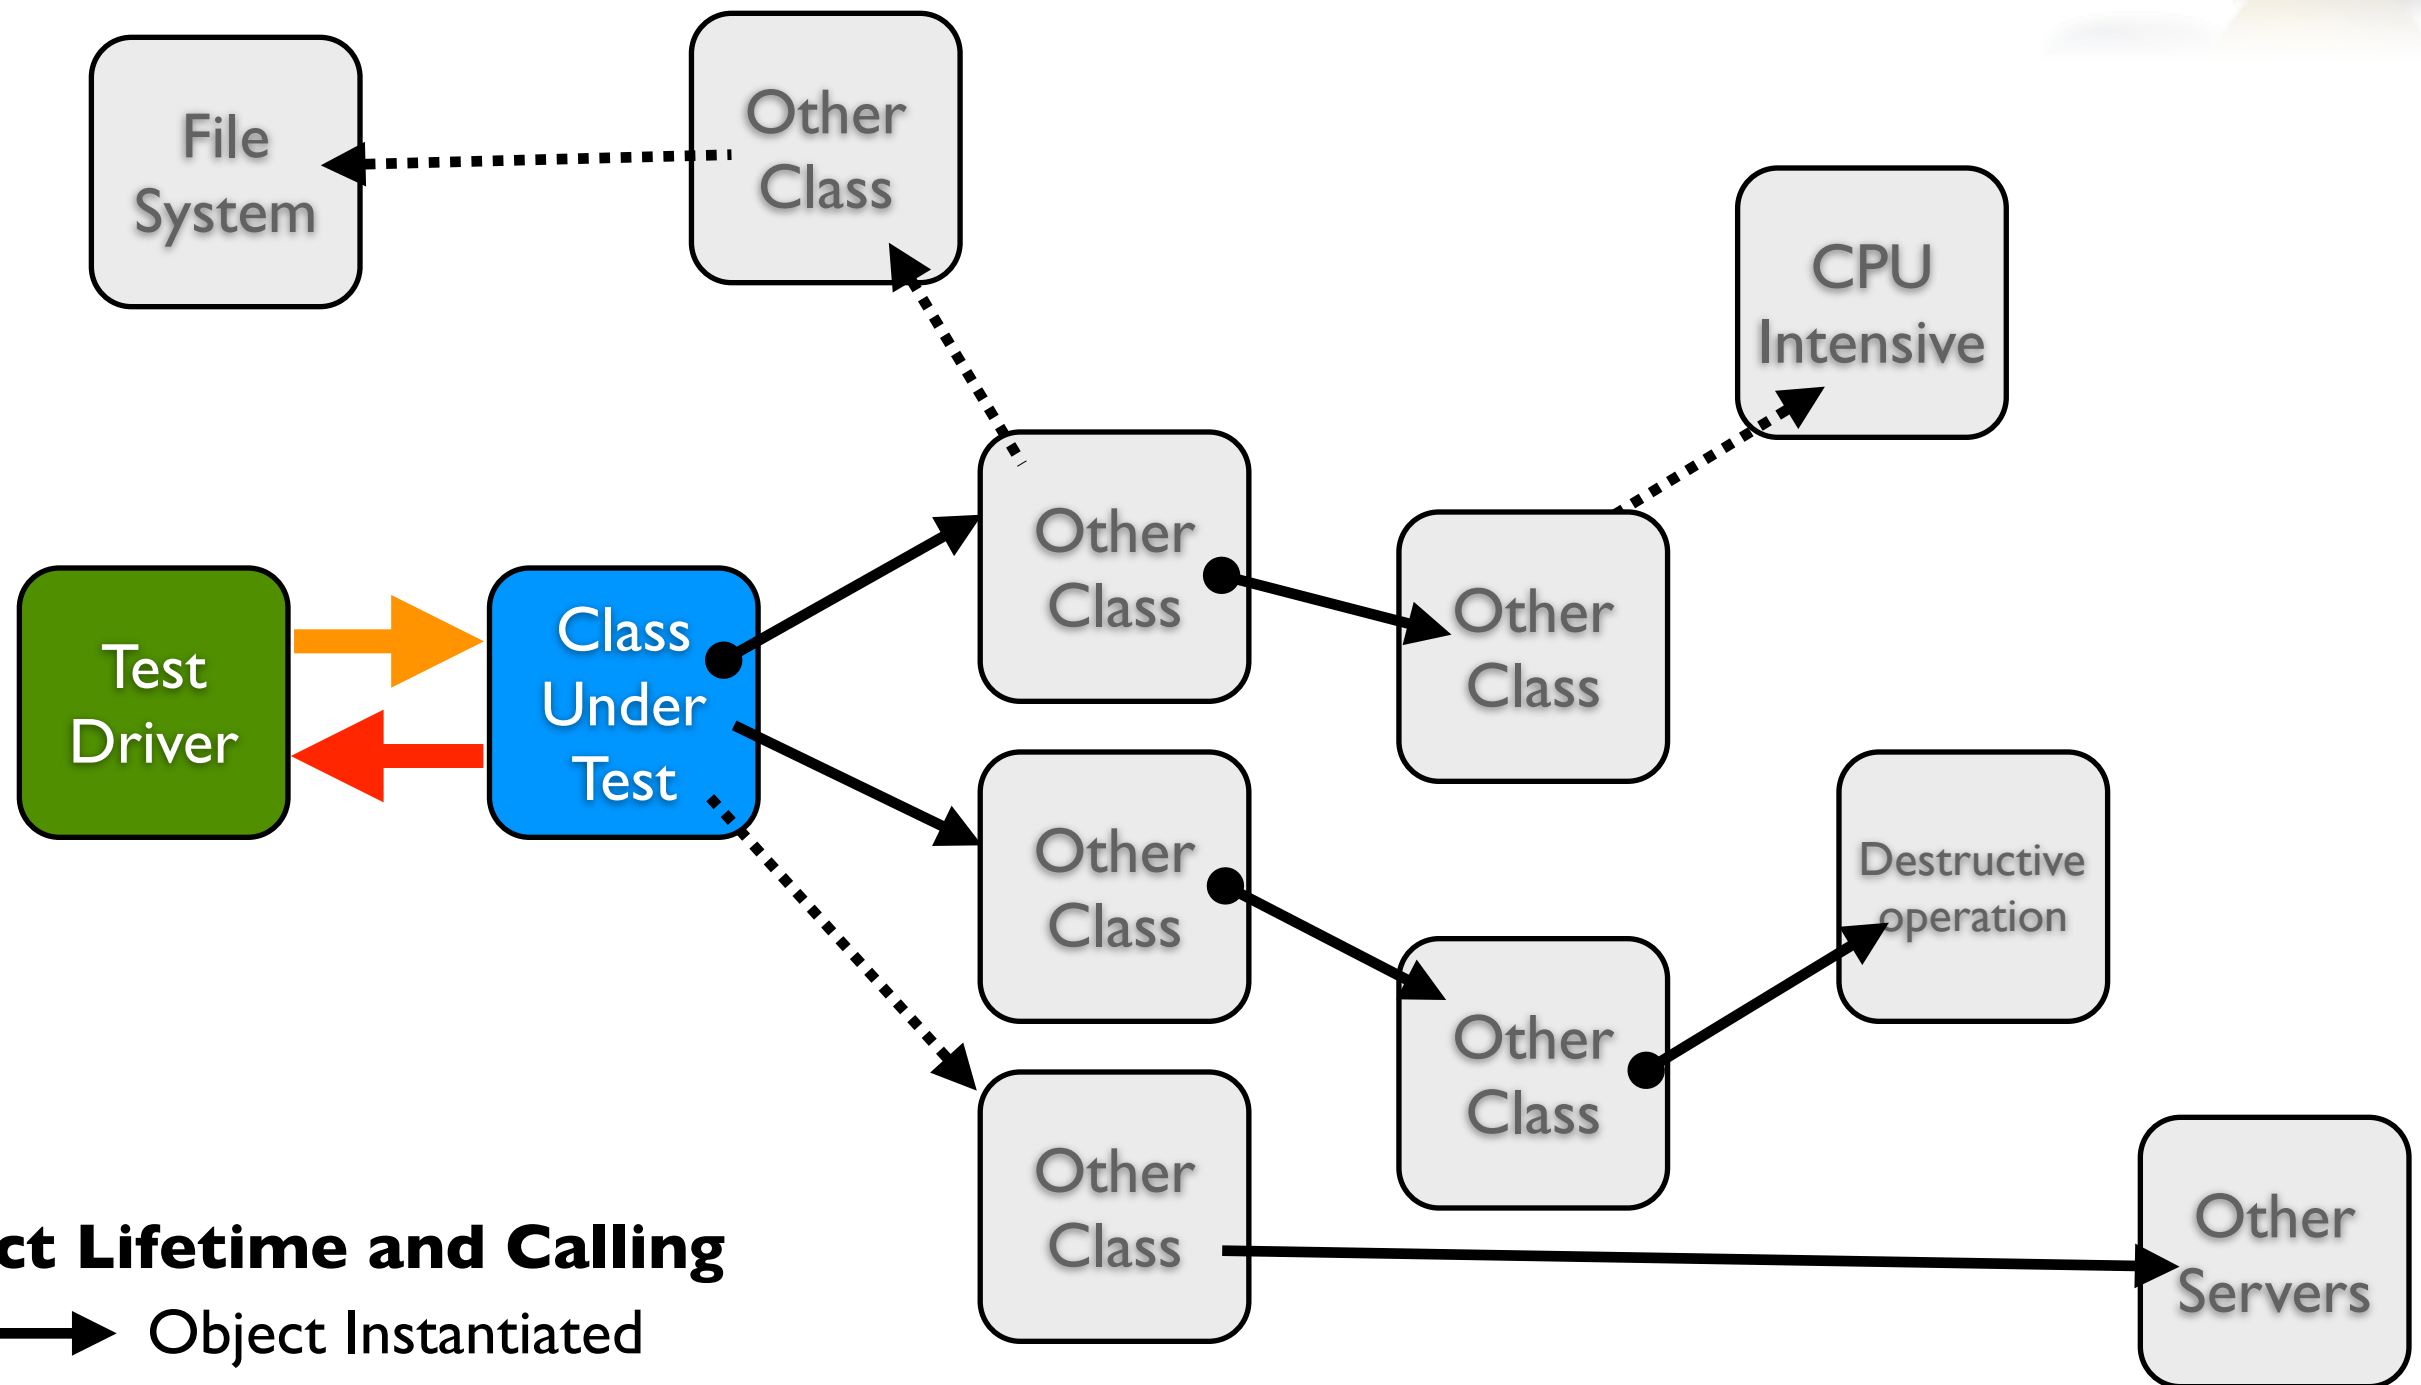 File
System
Other
Class
CPU
Intensive
Other
Class
Other
Class
Test
Driver
Class
Under
Test
Other
Class
Destructive
operation
Other
Class
Other
Class
Other
Servers
ct Lifetime and Calling
Object Instantiated